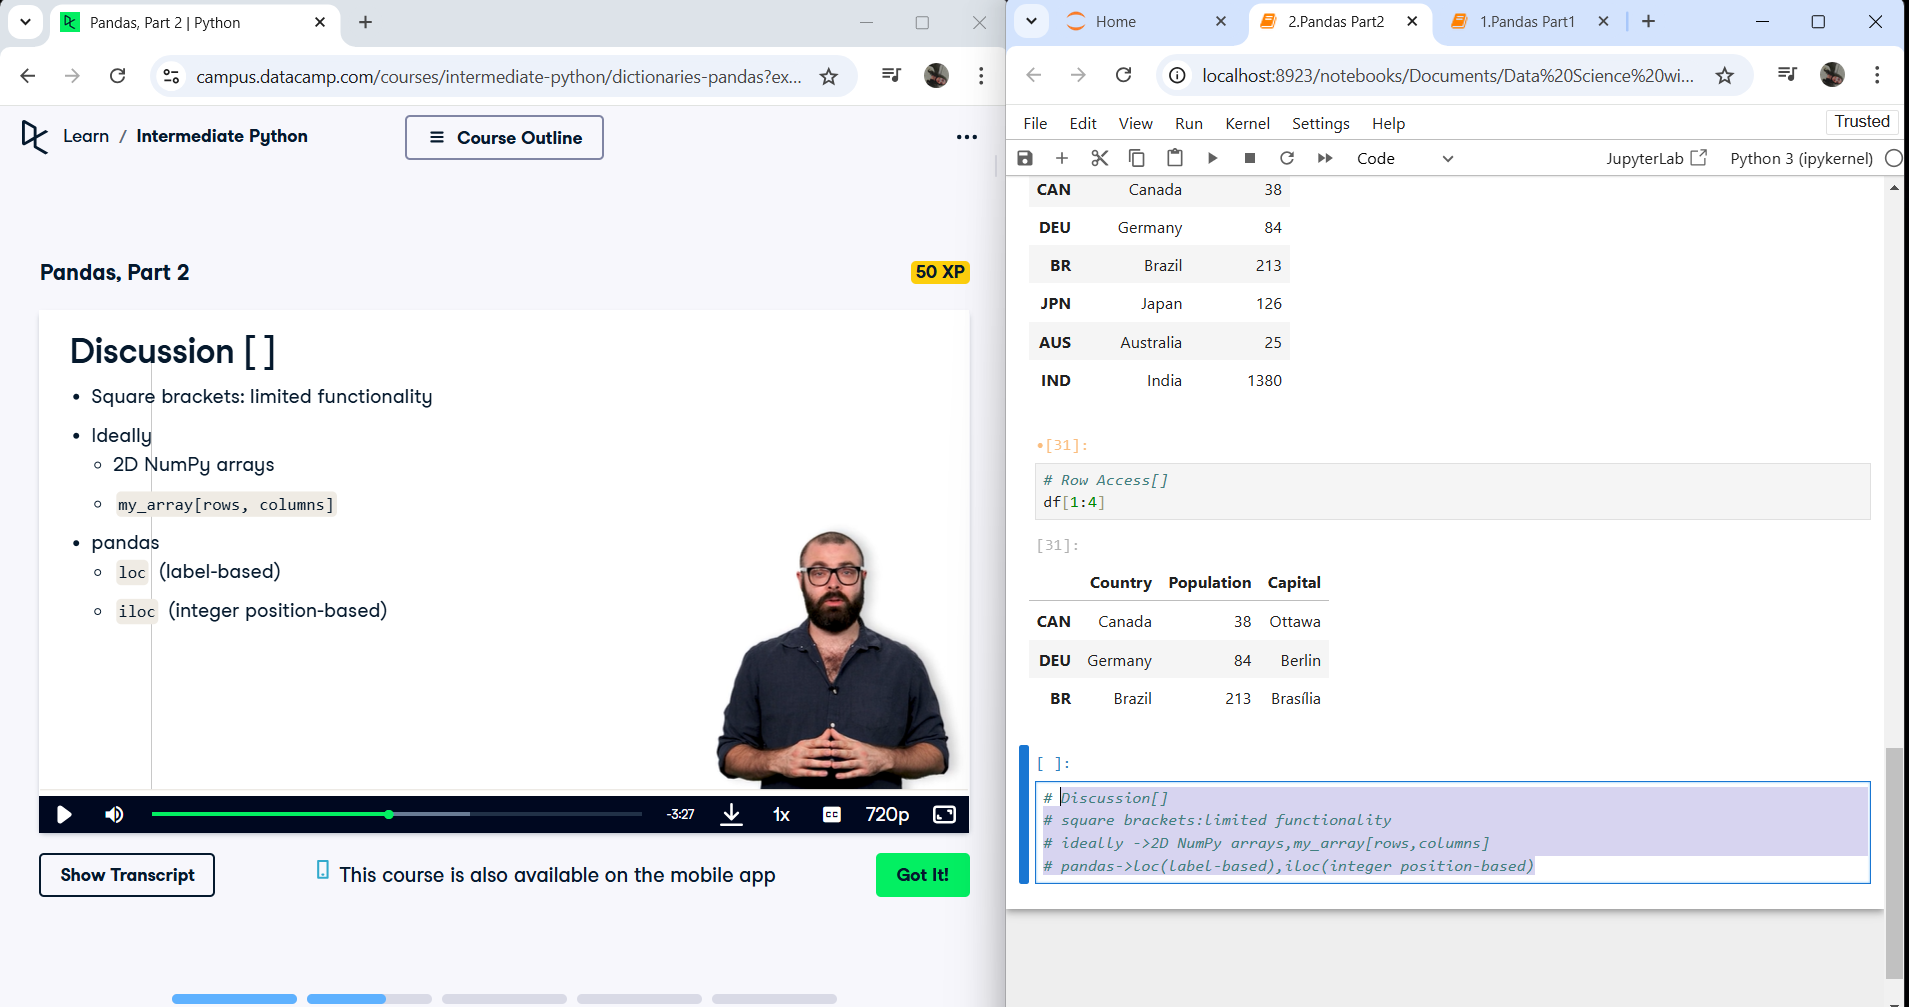 Pandas, Part 2 | Python
campus.datacamp.com/courses/intermediate-python/dictionaries-pandas?ex...
Learn / Intermediate Python
Course Outline
Pandas, Part 2
50 XP
Discussion [ ]
• Square brackets: limited functionality
• Ideally
2D NumPy arrays
my_array[rows, columns]
• pandas
loc (label-based)
iloc (integer position-based)
-3:27
1x
CC
720p
Show Transcript
This course is also available on the mobile app
Got It!
Home
2.Pandas Part2
1.Pandas Part1
localhost:8923/notebooks/Documents/Data%20Science%20wi...
File Edit View Run Kernel Settings Help
Trusted
Code
JupyterLab
Python 3 (ipykernel)
CAN Canada 38
DEU Germany 84
BR Brazil 213
JPN Japan 126
AUS Australia 25
IND India 1380
•[31]:
# Row Access[]
df[1:4]
[31]:
Country Population Capital
CAN Canada 38 Ottawa
DEU Germany 84 Berlin
BR Brazil 213 Brasília
[ ]:
# Discussion[]
# square brackets:limited functionality
# ideally ->2D NumPy arrays,my_array[rows,columns]
# pandas->loc(label-based),iloc(integer position-based)